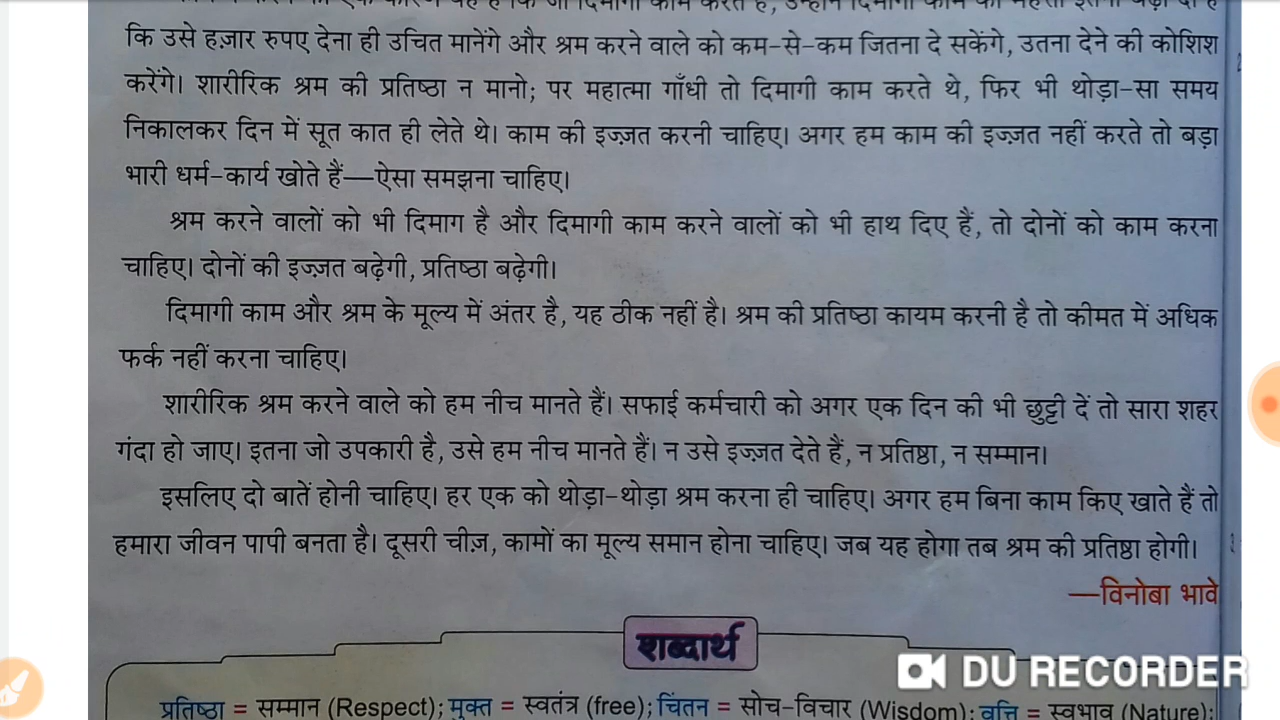 कि उसे हज़ार रुपए देना ही उचित मानेंगे और श्रम करने वाले को कम-से-कम जितना दे सकेंगे, उतना देने की कोशिश
करेंगे। शारीरिक श्रम की प्रतिष्ठा न मानो; पर महात्मा गाँधी तो दिमागी काम करते थे, फिर भी थोड़ा-सा समय
निकालकर दिन में सूत कात ही लेते थे। काम की इज़्ज़त करनी चाहिए। अगर हम काम की इज़्ज़त नहीं करते तो बड़ा
भारी धर्म-कार्य खोते हैं—ऐसा समझना चाहिए।
श्रम करने वालों को भी दिमाग है और दिमागी काम करने वालों को भी हाथ दिए हैं, तो दोनों को काम करना
चाहिए। दोनों की इज़्ज़त बढ़ेगी, प्रतिष्ठा बढ़ेगी।
दिमागी काम और श्रम के मूल्य में अंतर है, यह ठीक नहीं है। श्रम की प्रतिष्ठा कायम करनी है तो कीमत में अधिक
फर्क नहीं करना चाहिए।
शारीरिक श्रम करने वाले को हम नीच मानते हैं। सफाई कर्मचारी को अगर एक दिन की भी छुट्टी दें तो सारा शहर
गंदा हो जाए। इतना जो उपकारी है, उसे हम नीच मानते हैं। न उसे इज़्ज़त देते हैं, न प्रतिष्ठा, न सम्मान।
इसलिए दो बातें होनी चाहिए। हर एक को थोड़ा-थोड़ा श्रम करना ही चाहिए। अगर हम बिना काम किए खाते हैं तो
हमारा जीवन पापी बनता है। दूसरी चीज़, कामों का मूल्य समान होना चाहिए। जब यह होगा तब श्रम की प्रतिष्ठा होगी।
—विनोबा भावे
शब्दार्थ
DU RECORDER
प्रतिष्ठा = सम्मान (Respect); मुक्त = स्वतंत्र (free); चिंतन = सोच-विचार (Wisdom); वृत्ति = स्वभाव (Nature);